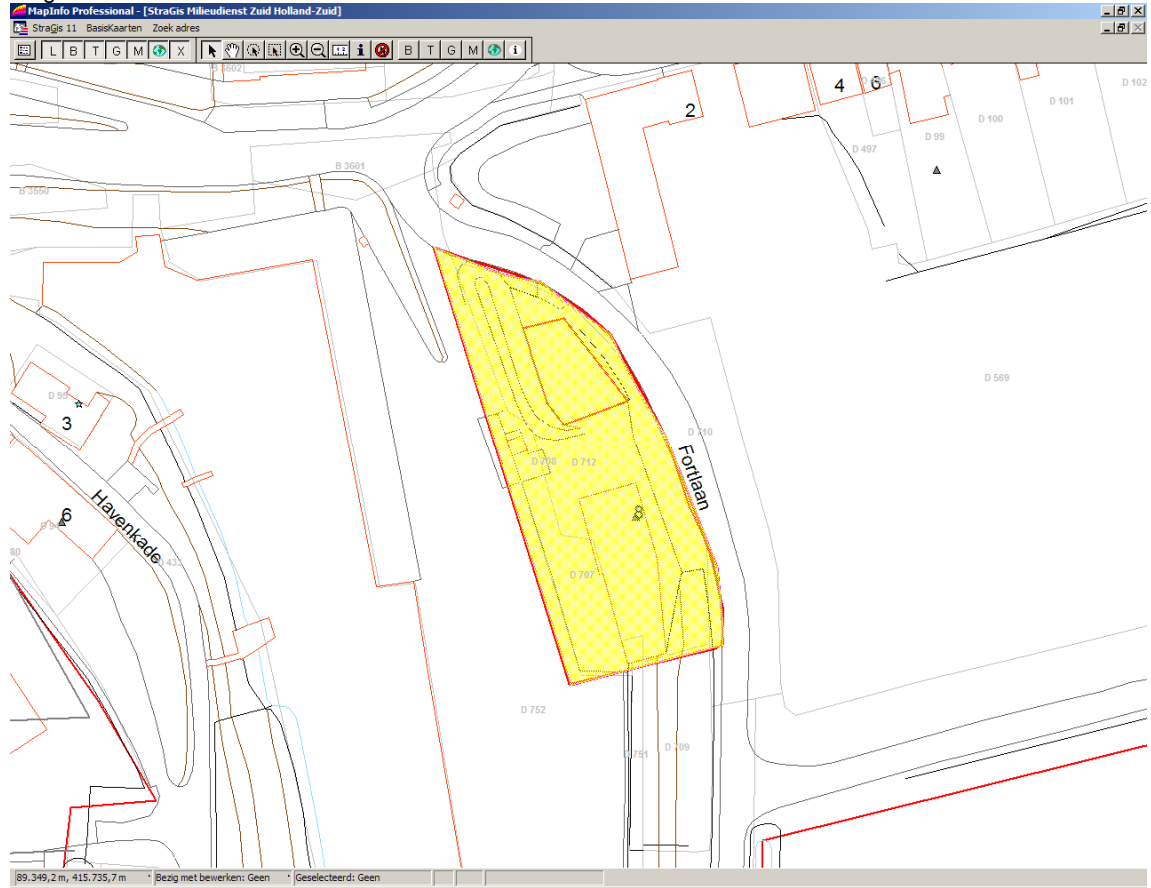 MapInfo Professional - [StraGis Milieudienst Zuid Holland-Zuid]
StraGis 11 BasisKaarten Zoek adres
L B T G M X B T G M i
B 3602
4
6
D 102
2
D 101
D 100
D 99
D 497
B 3601
B 3550
D 569
D 95
3
D 710
Fortlaan
D 708 D 712
Havenkade
6
8
D 433
D 707
D 752
D 751 D 709
89.349,2 m, 415.735,7 m Bezig met bewerken: Geen Geselecteerd: Geen